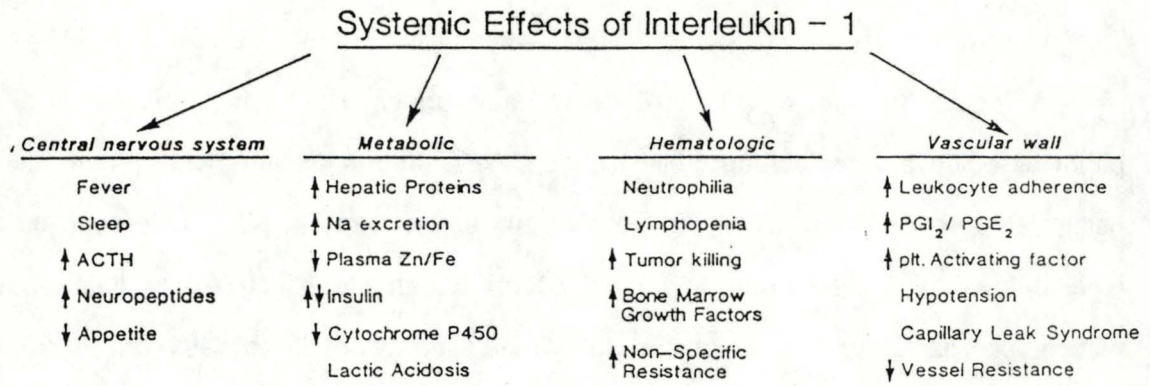 Systemic Effects of Interleukin – 1
Central nervous system
Fever
Sleep
↑ ACTH
↑ Neuropeptides
↓ Appetite
Metabolic
↑ Hepatic Proteins
↑ Na excretion
↓ Plasma Zn/Fe
↑↓ Insulin
↓ Cytochrome P450
Lactic Acidosis
Hematologic
Neutrophilia
Lymphopenia
↑ Tumor killing
↑ Bone Marrow
Growth Factors
↑ Non-Specific
Resistance
Vascular wall
↑ Leukocyte adherence
↑ PGI₂/ PGE₂
↑ plt. Activating factor
Hypotension
Capillary Leak Syndrome
↓ Vessel Resistance